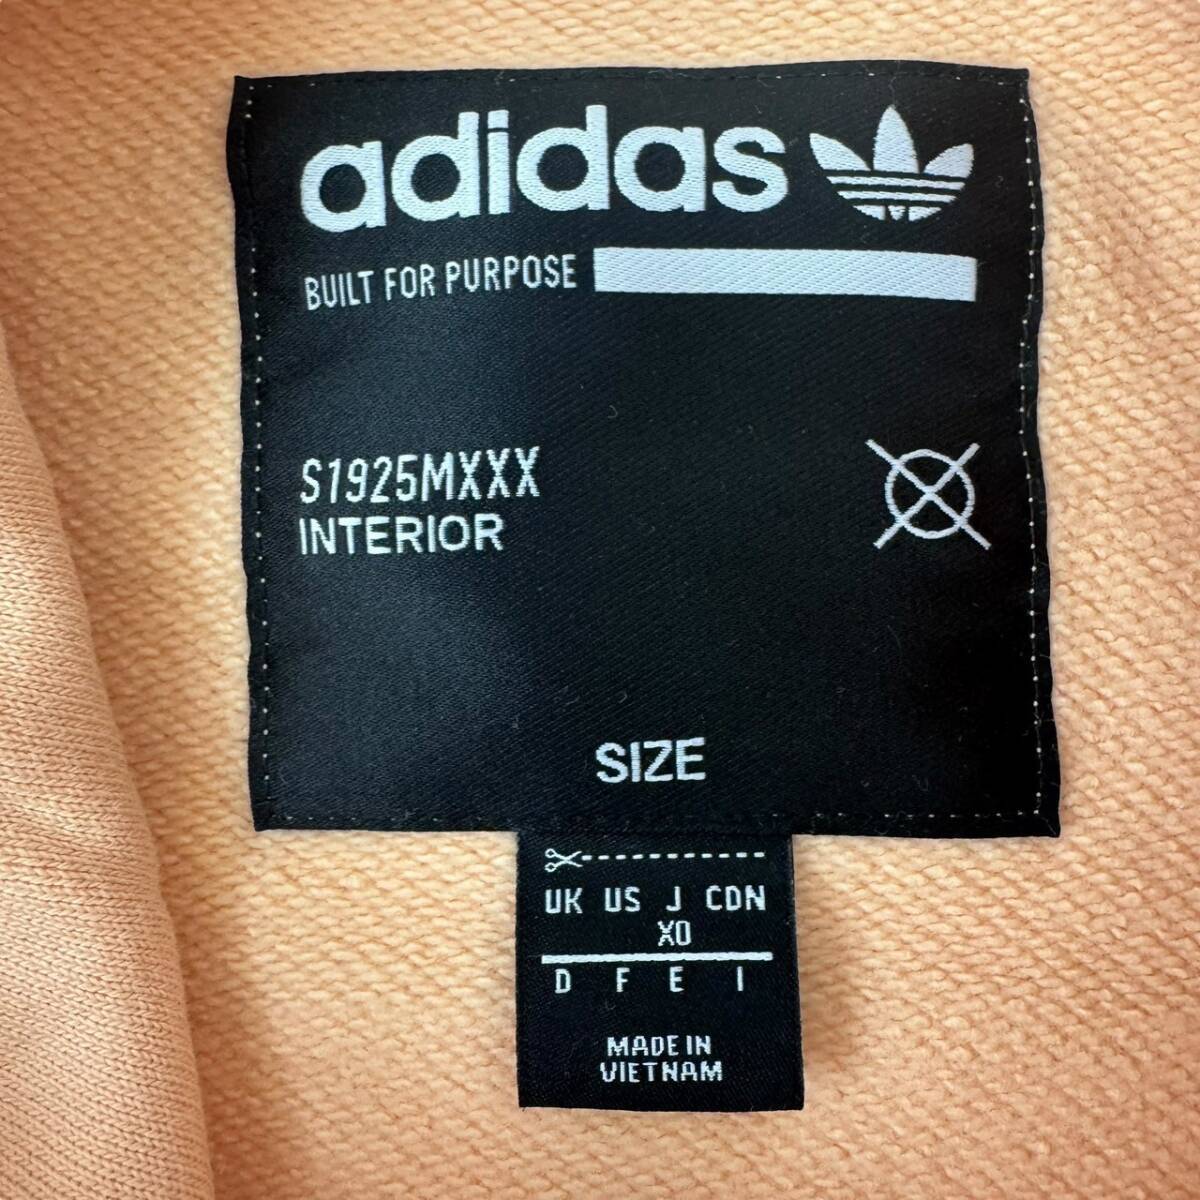 adidas
BUILT FOR PURPOSE
S1925MXXX
INTERIOR
SIZE
UK US J CDN
XO
D F E I
MADE IN
VIETNAM